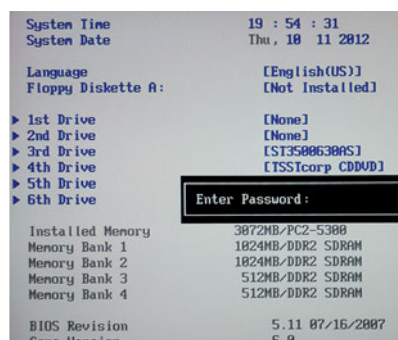 System Time 19 : 54 : 31
System Date Thu, 10 11 2012
Language [English(US)]
Floppy Diskette A: [Not Installed]
1st Drive [None]
2nd Drive [None]
3rd Drive [ST3500630AS]
4th Drive [TSSTcorp CDDVD]
5th Drive
6th Drive
Enter Password:
Installed Memory 3072MB/PC2-5300
Memory Bank 1 1024MB/DDR2 SDRAM
Memory Bank 2 1024MB/DDR2 SDRAM
Memory Bank 3 512MB/DDR2 SDRAM
Memory Bank 4 512MB/DDR2 SDRAM
BIOS Revision 5.11 07/16/2007